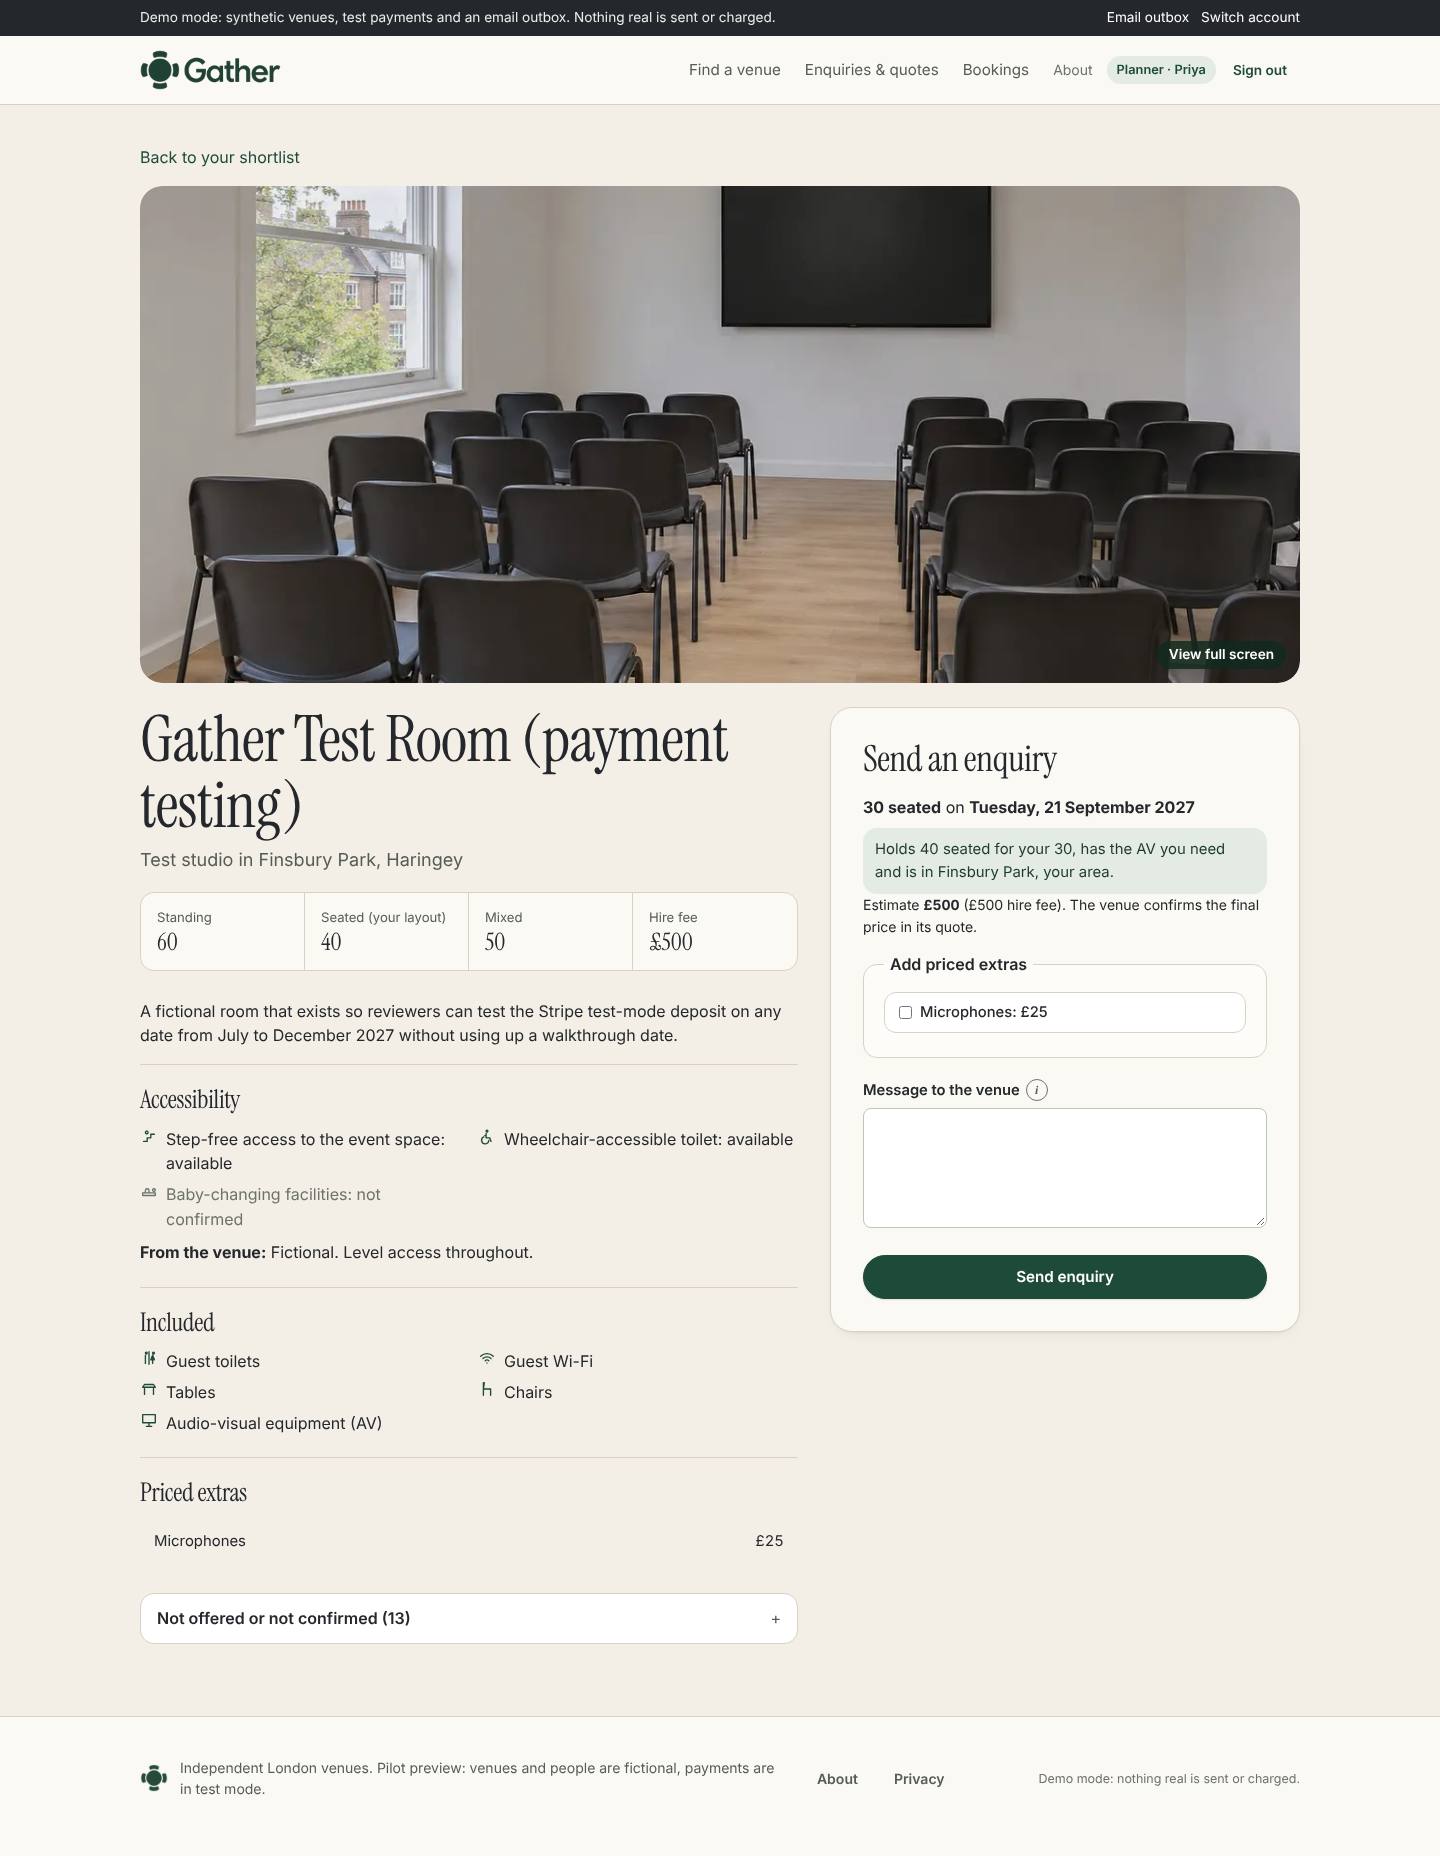 Demo mode: synthetic venues, test payments and an email outbox. Nothing real is sent or charged.
Email outbox Switch account
Gather
Find a venue Enquiries & quotes Bookings About Planner · Priya Sign out
Back to your shortlist
View full screen
Gather Test Room (payment
testing)
Test studio in Finsbury Park, Haringey
Standing
60
Seated (your layout)
40
Mixed
50
Hire fee
£500
A fictional room that exists so reviewers can test the Stripe test-mode deposit on any
date from July to December 2027 without using up a walkthrough date.
Accessibility
Step-free access to the event space:
available
Wheelchair-accessible toilet: available
Baby-changing facilities: not
confirmed
From the venue: Fictional. Level access throughout.
Included
Guest toilets
Guest Wi-Fi
Tables
Chairs
Audio-visual equipment (AV)
Priced extras
Microphones £25
Not offered or not confirmed (13) +
Send an enquiry
30 seated on Tuesday, 21 September 2027
Holds 40 seated for your 30, has the AV you need
and is in Finsbury Park, your area.
Estimate £500 (£500 hire fee). The venue confirms the final
price in its quote.
Add priced extras
Microphones: £25
Message to the venue i
Send enquiry
Independent London venues. Pilot preview: venues and people are fictional, payments are
in test mode.
About Privacy
Demo mode: nothing real is sent or charged.